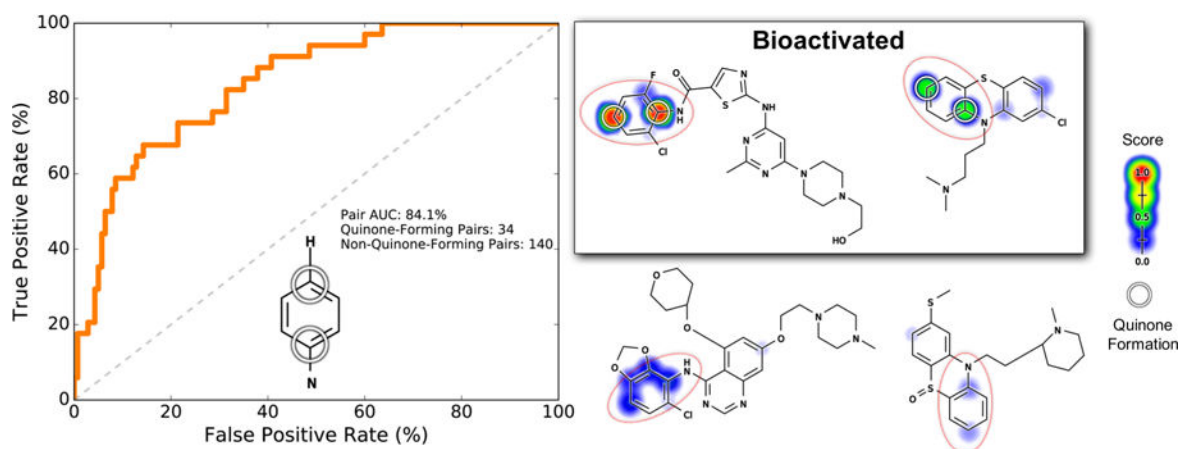 100
80
60
40
20
0
True Positive Rate (%)
0
20
40
60
80
100
False Positive Rate (%)
Pair AUC: 84.1%
Quinone-Forming Pairs: 34
Non-Quinone-Forming Pairs: 140
H
N
Bioactivated
F
O
N
H
Cl
N
S
NH
N
N
N
N
HO
S
N
Cl
N
Score
1.0
0.5
0.0
Quinone
Formation
O
O
O
O
H
N
Cl
N
N
O
N
N
S
N
N
S
O